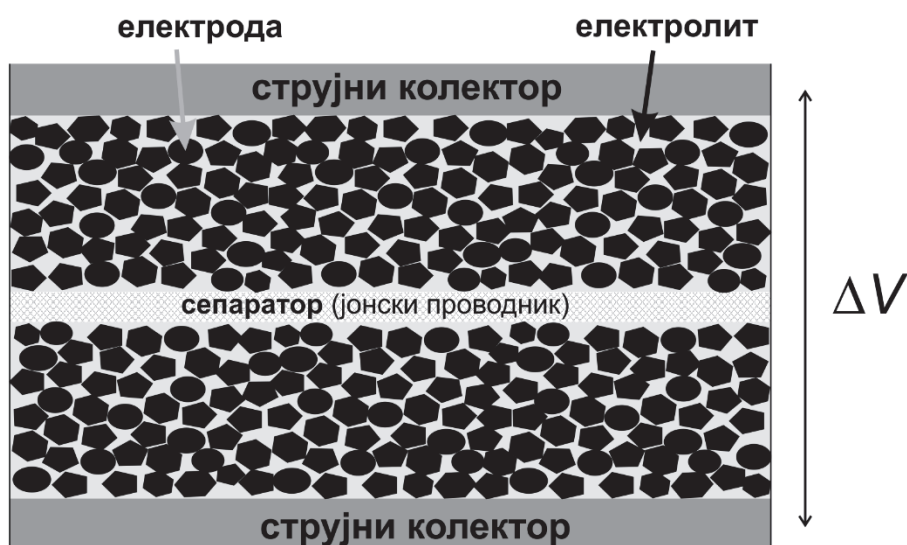 електрода
електролит
струјни колектор
сепаратор (јонски проводник)
ΔV
струјни колектор